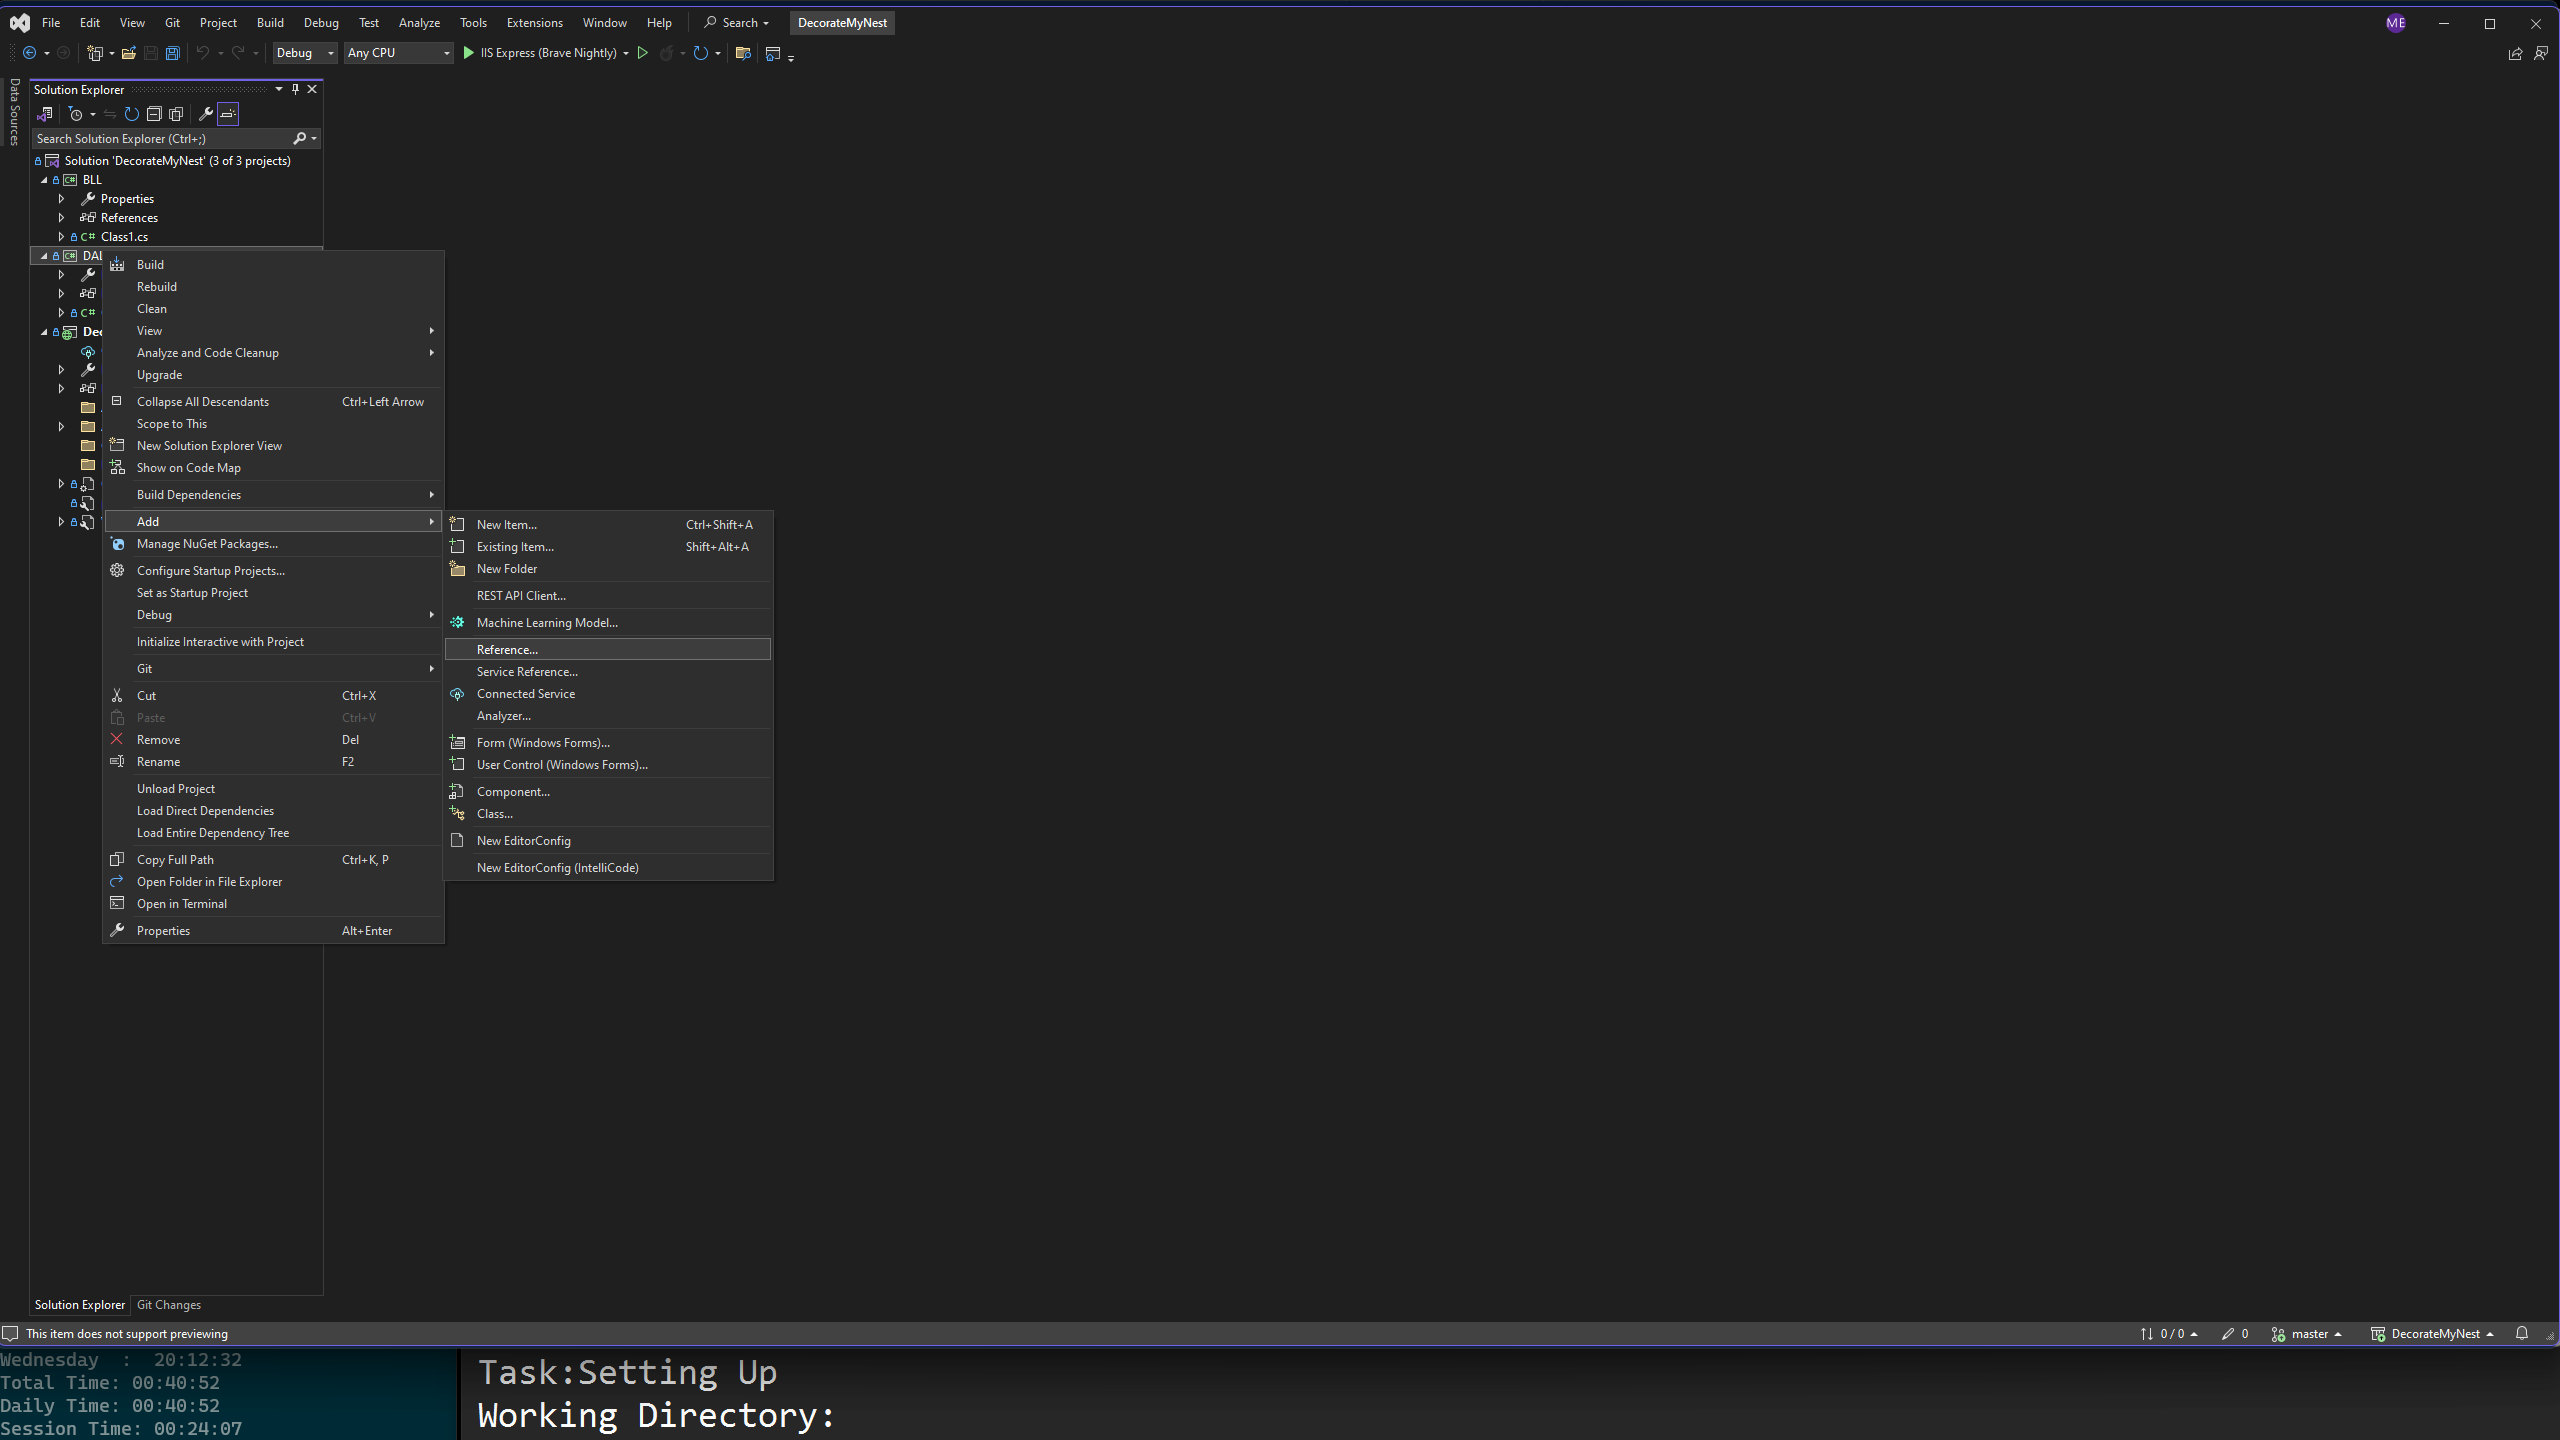 File Edit View Git Project Build Debug Test Analyze Tools Extensions Window Help Search DecorateMyNest ME
Debug Any CPU IIS Express (Brave Nightly)
Data Sources
Solution Explorer
Search Solution Explorer (Ctrl+;)
Solution 'DecorateMyNest' (3 of 3 projects)
C# BLL
Properties
References
C# Class1.cs
C# DAL
C#
Dec
Build
Rebuild
Clean
View
Analyze and Code Cleanup
Upgrade
Collapse All Descendants Ctrl+Left Arrow
Scope to This
New Solution Explorer View
Show on Code Map
Build Dependencies
Add
Manage NuGet Packages...
Configure Startup Projects...
Set as Startup Project
Debug
Initialize Interactive with Project
Git
Cut Ctrl+X
Paste Ctrl+V
Remove Del
Rename F2
Unload Project
Load Direct Dependencies
Load Entire Dependency Tree
Copy Full Path Ctrl+K, P
Open Folder in File Explorer
Open in Terminal
Properties Alt+Enter
New Item... Ctrl+Shift+A
Existing Item... Shift+Alt+A
New Folder
REST API Client...
Machine Learning Model...
Reference...
Service Reference...
Connected Service
Analyzer...
Form (Windows Forms)...
User Control (Windows Forms)...
Component...
Class...
New EditorConfig
New EditorConfig (IntelliCode)
Solution Explorer Git Changes
This item does not support previewing 0 / 0 0 master DecorateMyNest
Wednesday : 20:12:32
Total Time: 00:40:52
Daily Time: 00:40:52
Session Time: 00:24:07
Task:Setting Up
Working Directory: